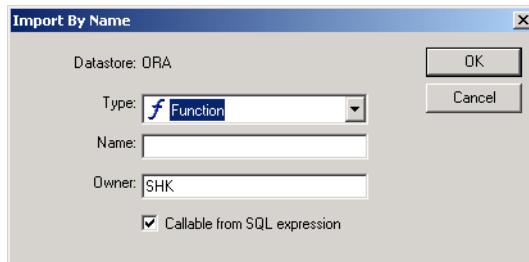 Import By Name
Datastore: ORA
OK
Type: Function
Cancel
Name:
Owner: SHK
Callable from SQL expression